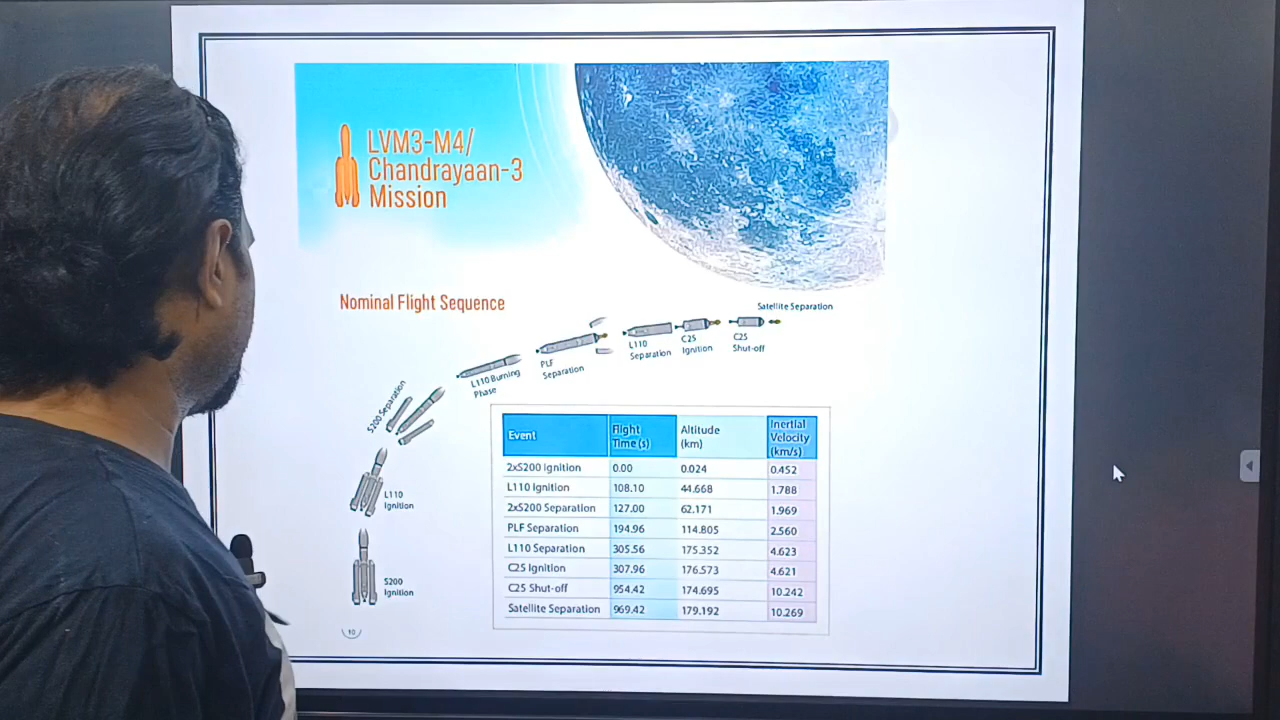 LVM3-M4/
Chandrayaan-3
Mission
Nominal Flight Sequence
Satellite Separation
L110
Separation
C25
Ignition
C25
Shut-off
PLF
Separation
L110 Burning
Phase
S200 Separation
L110
Ignition
S200
Ignition
Event Flight Time (s) Altitude (km) Inertial Velocity (km/s)
2xS200 Ignition 0.00 0.024 0.452
L110 Ignition 108.10 44.668 1.788
2xS200 Separation 127.00 62.171 1.969
PLF Separation 194.96 114.805 2.560
L110 Separation 305.56 175.352 4.623
C25 Ignition 307.96 176.573 4.621
C25 Shut-off 954.42 174.695 10.242
Satellite Separation 969.42 179.192 10.269
10